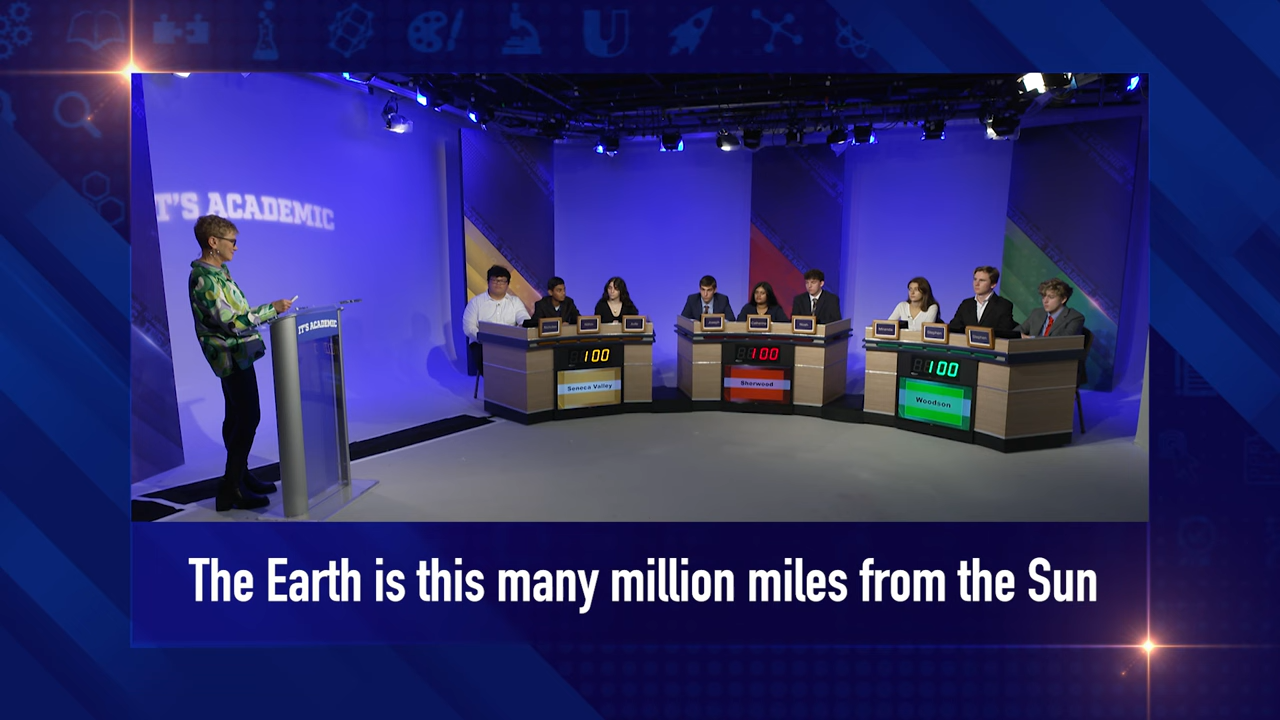 T'S ACADEMIC
IT'S ACADEMIC
100
Seneca Valley
100
Sherwood
100
Woodson
The Earth is this many million miles from the Sun